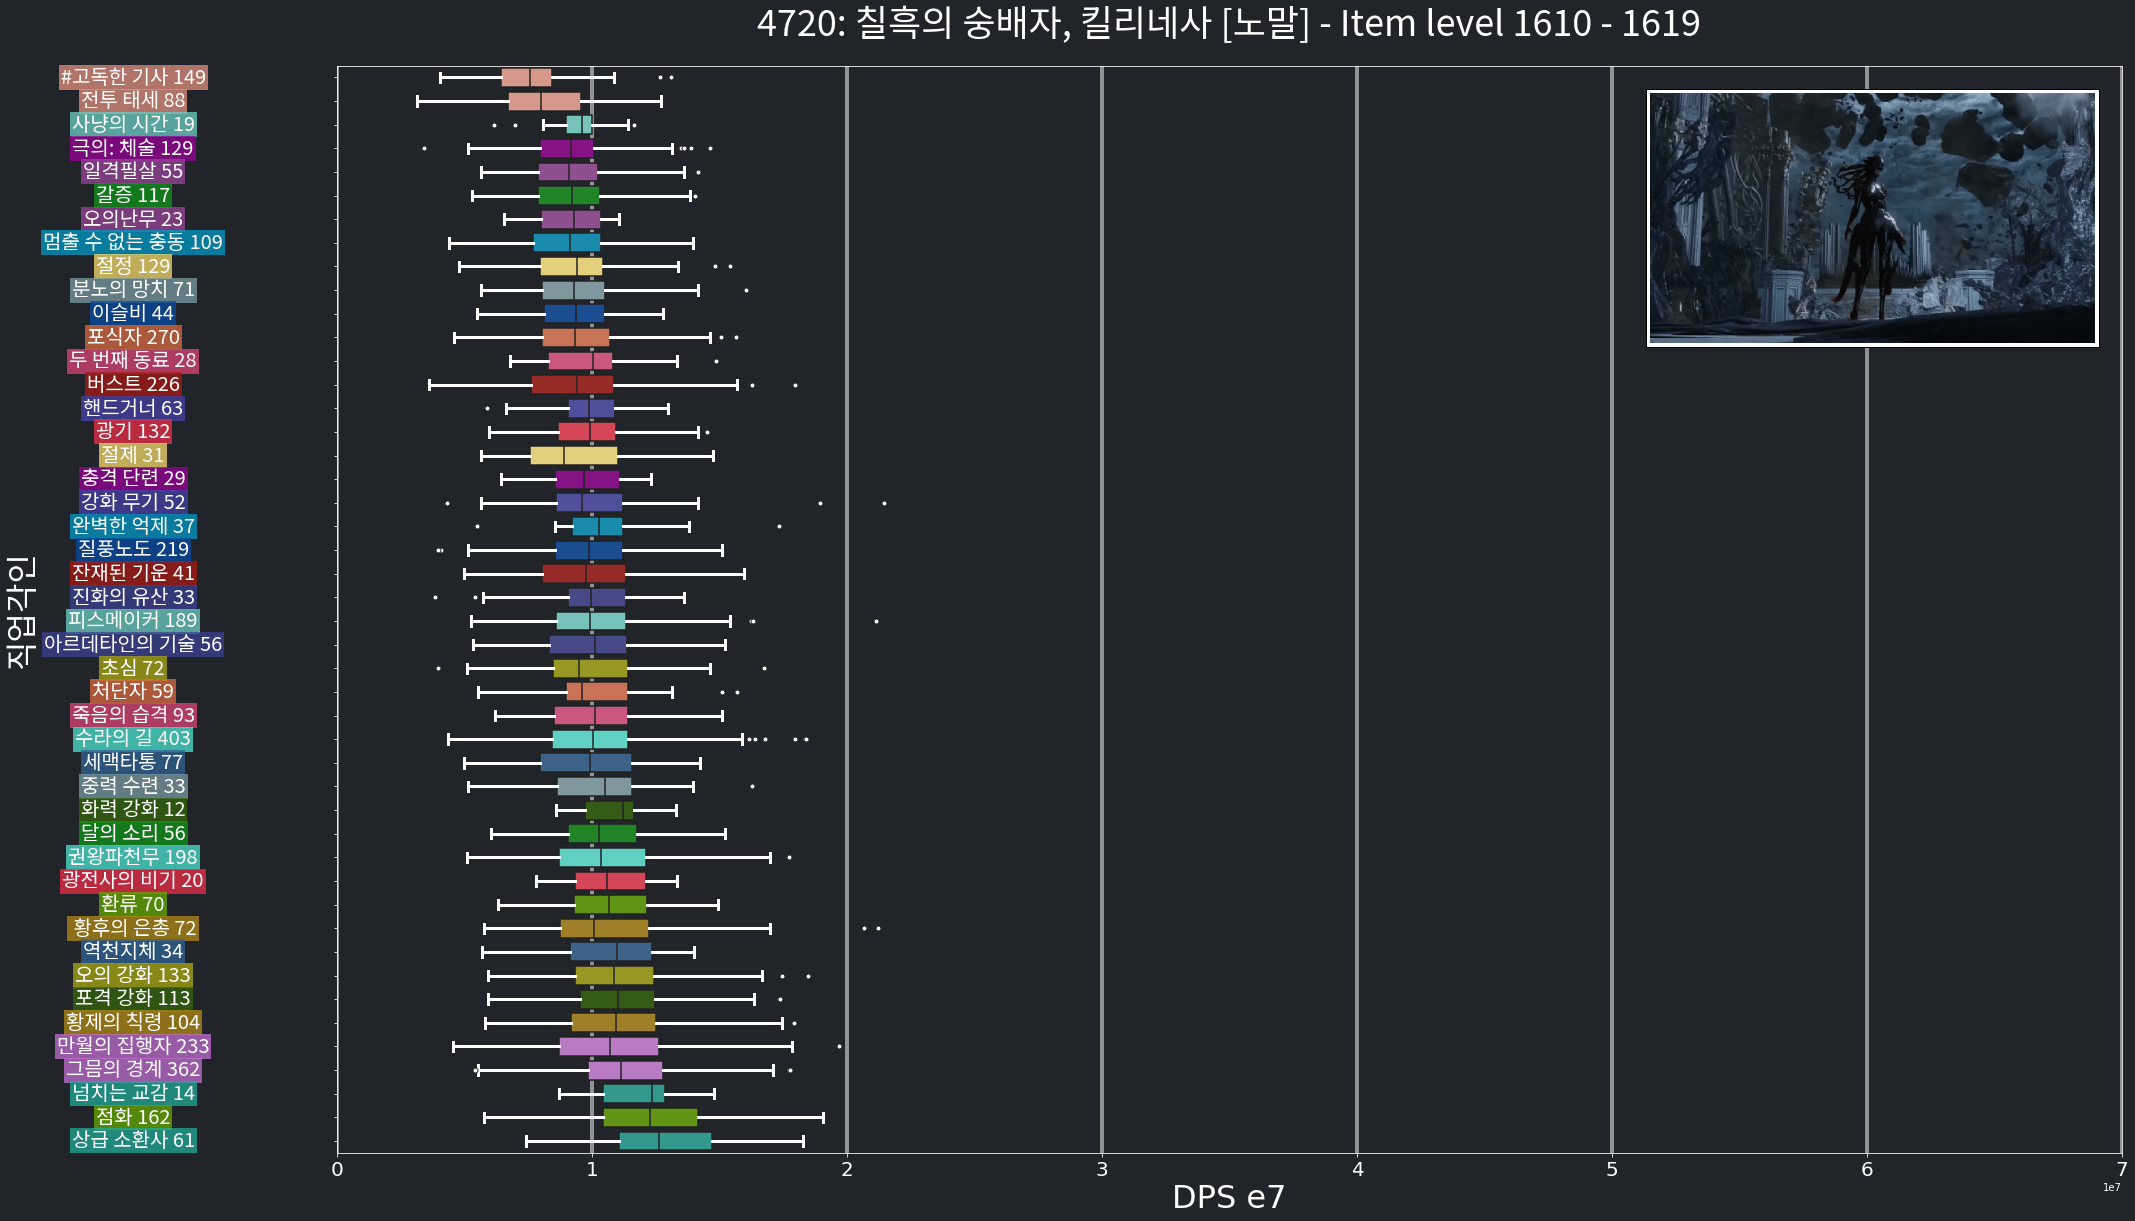 4720: 칠흑의 숭배자, 킬리네사 [노말] - Item level 1610 - 1619
#고독한 기사 149
전투 태세 88
사냥의 시간 19
극의: 체술 129
일격필살 55
갈증 117
오의난무 23
멈출 수 없는 충동 109
절정 129
분노의 망치 71
이슬비 44
포식자 270
두 번째 동료 28
버스트 226
핸드거너 63
광기 132
절제 31
충격 단련 29
강화 무기 52
완벽한 억제 37
질풍노도 219
잔재된 기운 41
진화의 유산 33
피스메이커 189
아르데타인의 기술 56
초심 72
처단자 59
죽음의 습격 93
수라의 길 403
세맥타통 77
중력 수련 33
화력 강화 12
달의 소리 56
권왕파천무 198
광전사의 비기 20
환류 70
황후의 은총 72
역천지체 34
오의 강화 133
포격 강화 113
황제의 칙령 104
만월의 집행자 233
그믐의 경계 362
넘치는 교감 14
점화 162
상급 소환사 61
직업각인
0 1 2 3 4 5 6 7
1e7
DPS e7